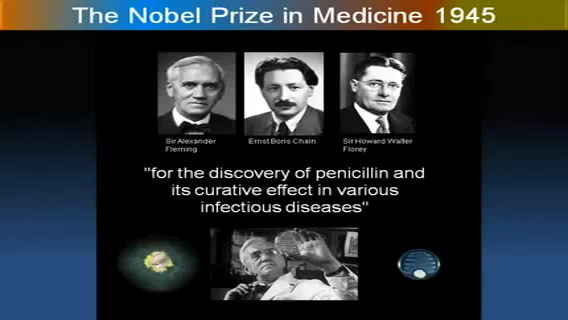 The Nobel Prize in Medicine 1945
Sir Alexander
Fleming
Ernst Boris Chain
Sir Howard Walter
Florey
"for the discovery of penicillin and
its curative effect in various
infectious diseases"